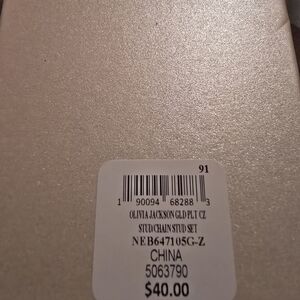 91
1 90094 68288 3
OLIVIA JACKSON GLD PLT CZ
STUD/CHAIN STUD SET
NEB647105G-Z
CHINA
5063790
$40.00